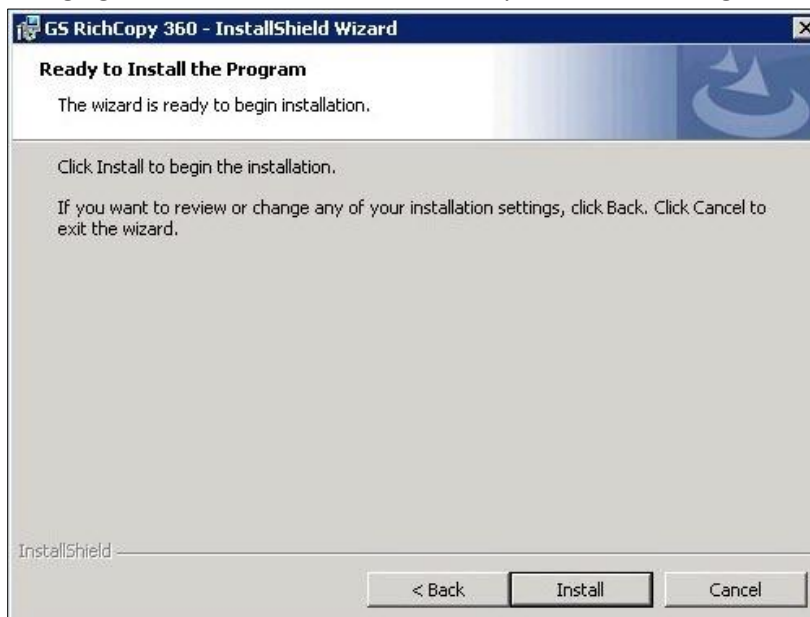 GS RichCopy 360 - InstallShield Wizard
Ready to Install the Program
The wizard is ready to begin installation.
Click Install to begin the installation.
If you want to review or change any of your installation settings, click Back. Click Cancel to
exit the wizard.
InstallShield
< Back Install Cancel